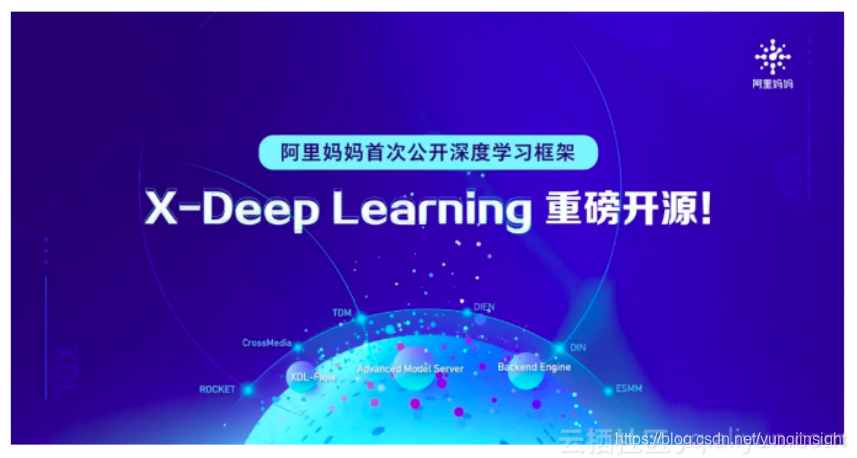 阿里妈妈
阿里妈妈首次公开深度学习框架
X-Deep Learning 重磅开源!
XDL
TDM
DIEN
CrossMedia
DIN
XDL-Flow
Advanced Model Server
Backend Engine
ROCKET
ESMM
XDL
云栖社区
https://blog.csdn.net/yunqiinsight